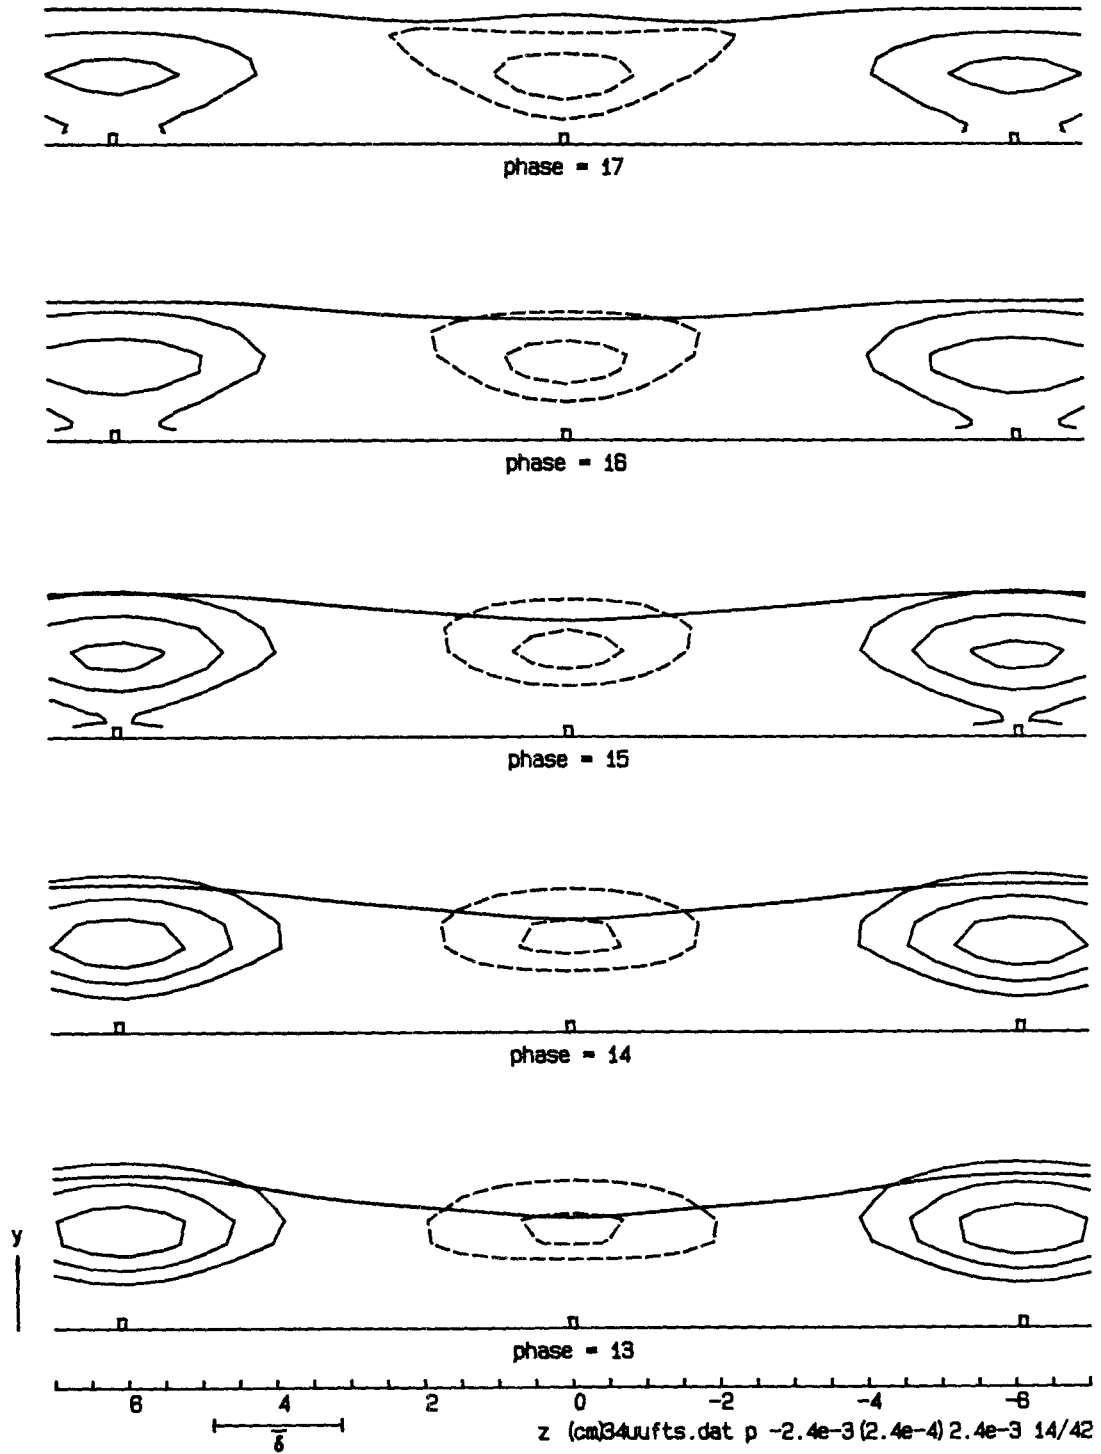 phase = 17
phase = 16
phase = 15
phase = 14
y
phase = 13
6 4 2 0 -2 -4 -6
δ̄
z (cm)34uufts.dat p -2.4e-3(2.4e-4)2.4e-3 14/42